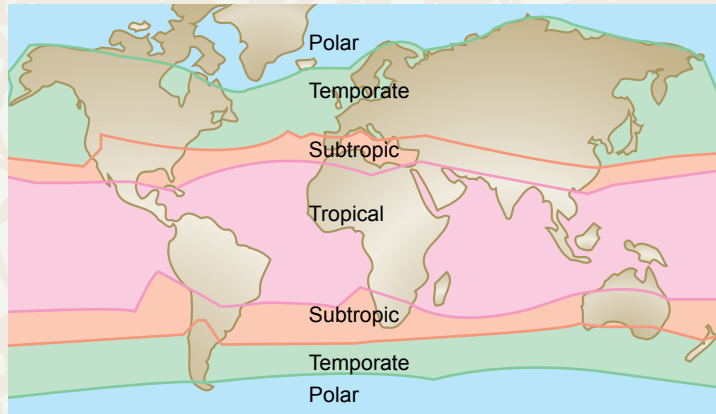 Polar
Temporate
Subtropic
Tropical
Subtropic
Temporate
Polar